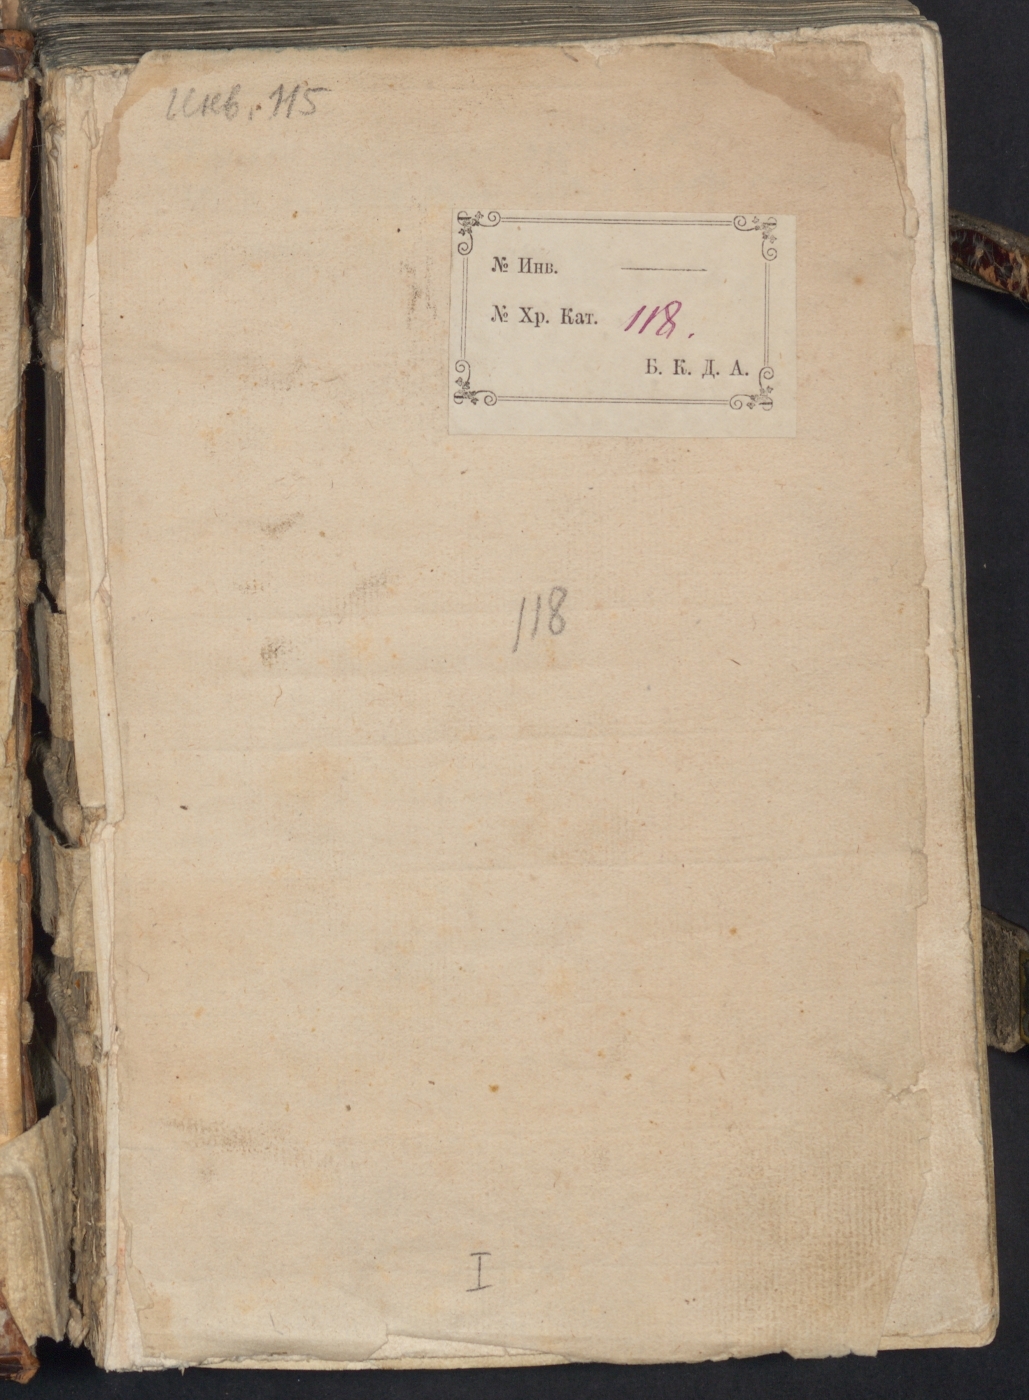 Инв. 115
№ Инв. ———
№ Хр. Кат. 118.
Б. К. Д. А.
118
I